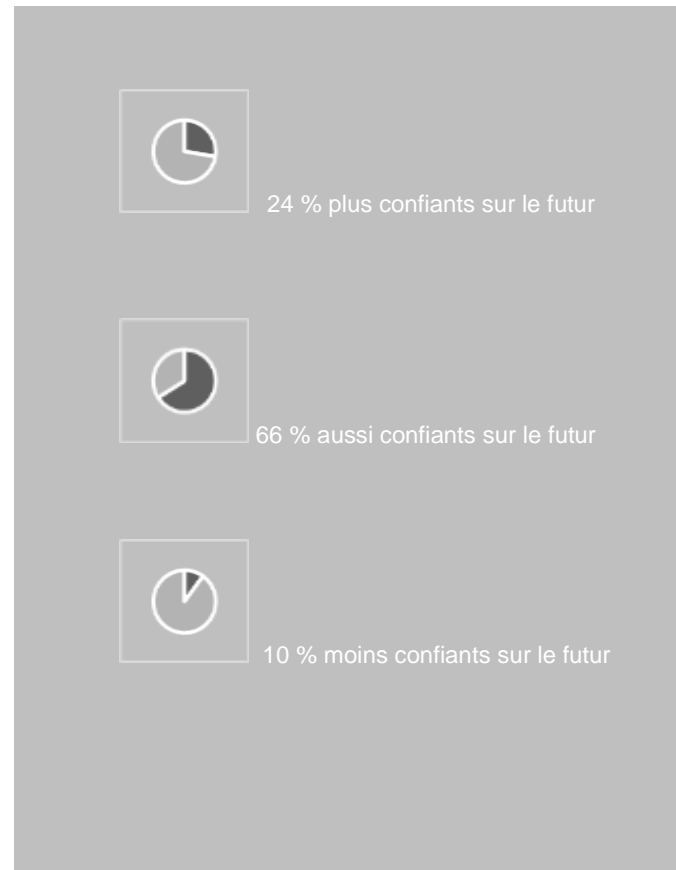 24 % plus confiants sur le futur
66 % aussi confiants sur le futur
10 % moins confiants sur le futur